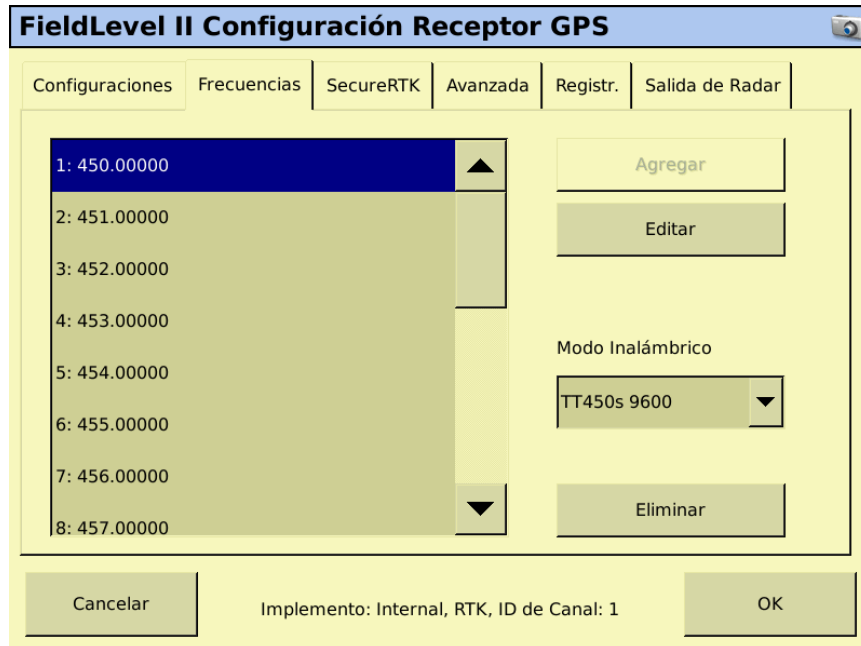 FieldLevel II Configuración Receptor GPS
Configuraciones Frecuencias SecureRTK Avanzada Registr. Salida de Radar
1: 450.00000
Agregar
2: 451.00000
Editar
3: 452.00000
4: 453.00000
Modo Inalámbrico
5: 454.00000
TT450s 9600
6: 455.00000
7: 456.00000
Eliminar
8: 457.00000
Cancelar
Implemento: Internal, RTK, ID de Canal: 1
OK